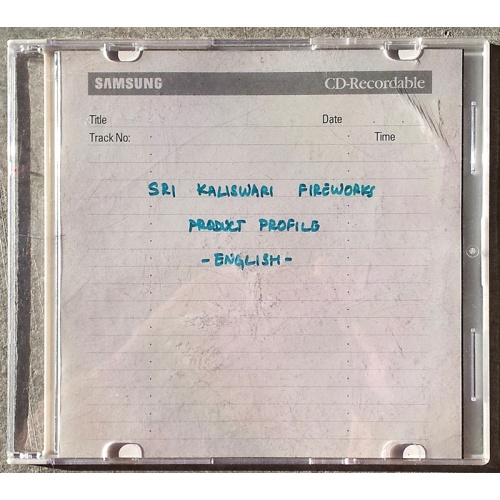 SAMSUNG CD-Recordable
Title Date
Track No: Time
SRI KALISWARI FIREWORKS
PRODUCT PROFILE
-ENGLISH-